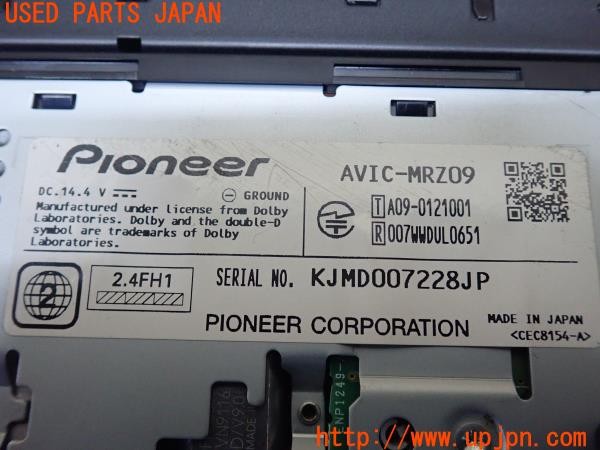 USED PARTS JAPAN
Pioneer
AVIC-MRZ09
DC.14.4 V
GROUND
Manufactured under license from Dolby
Laboratories. Dolby and the double-D
symbol are trademarks of Dolby
Laboratories.
T A09-0121001
R 007WWDUL0651
2
2.4FH1
SERIAL NO. KJMD007228JP
PIONEER CORPORATION
MADE IN JAPAN
<CEC8154-A>
CNP1249-
http://www.upjpn.com/